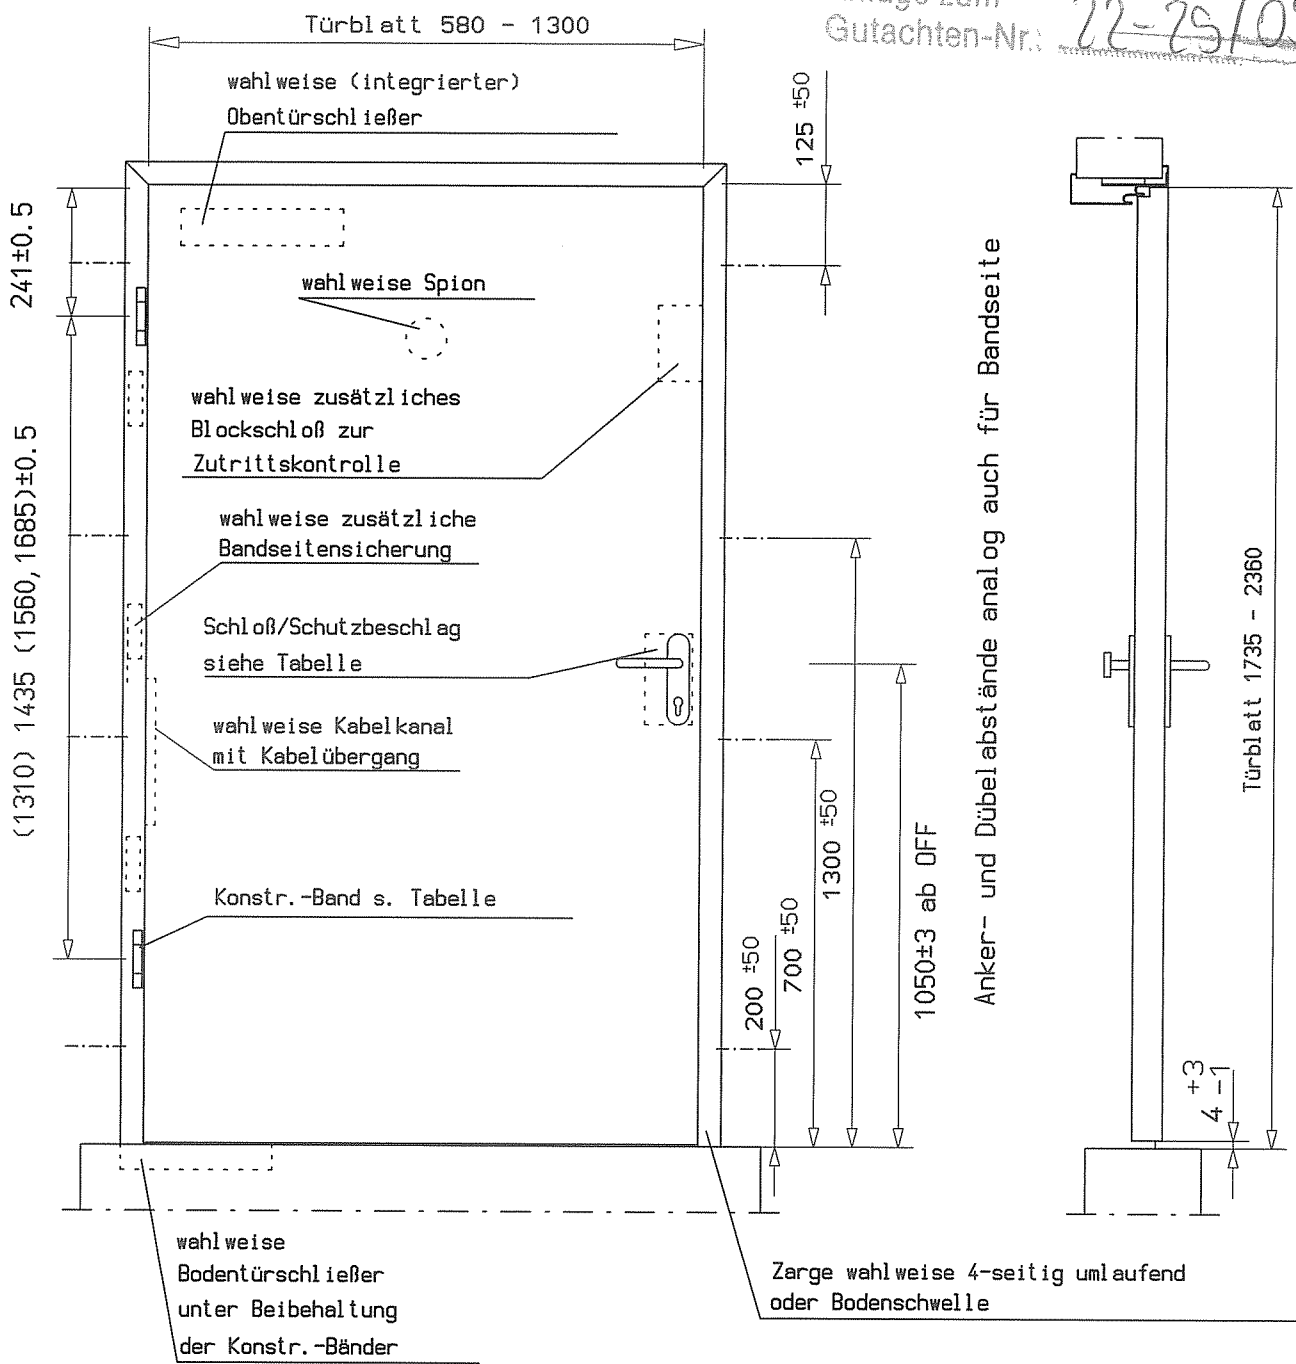 zum
Gutachten-Nr.: 22-25/0
Türblatt 580 - 1300
wahlweise (integrierter)
Obentürschließer
125 ±50
241±0.5
wahlweise Spion
wahlweise zusätzliches
Blockschloß zur
Zutrittskontrolle
(1310) 1435 (1560, 1685)±0.5
wahlweise zusätzliche
Bandseitensicherung
Schloß/Schutzbeschlag
siehe Tabelle
wahlweise Kabelkanal
mit Kabelübergang
Konstr.-Band s. Tabelle
200 ±50
700 ±50
1300 ±50
1050±3 ab OFF
Anker- und Dübelabstände analog auch für Bandseite
Türblatt 1735 - 2360
4 +3 -1
wahlweise
Bodentürschließer
unter Beibehaltung
der Konstr.-Bänder
Zarge wahlweise 4-seitig umlaufend
oder Bodenschwelle